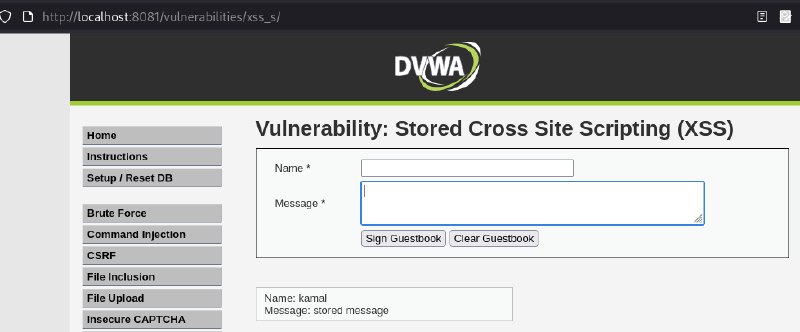 http://localhost:8081/vulnerabilities/xss_s/
DVWA
Vulnerability: Stored Cross Site Scripting (XSS)
Home
Instructions
Setup / Reset DB
Brute Force
Command Injection
CSRF
File Inclusion
File Upload
Insecure CAPTCHA
Name *
Message *
Sign Guestbook Clear Guestbook
Name: kamal
Message: stored message